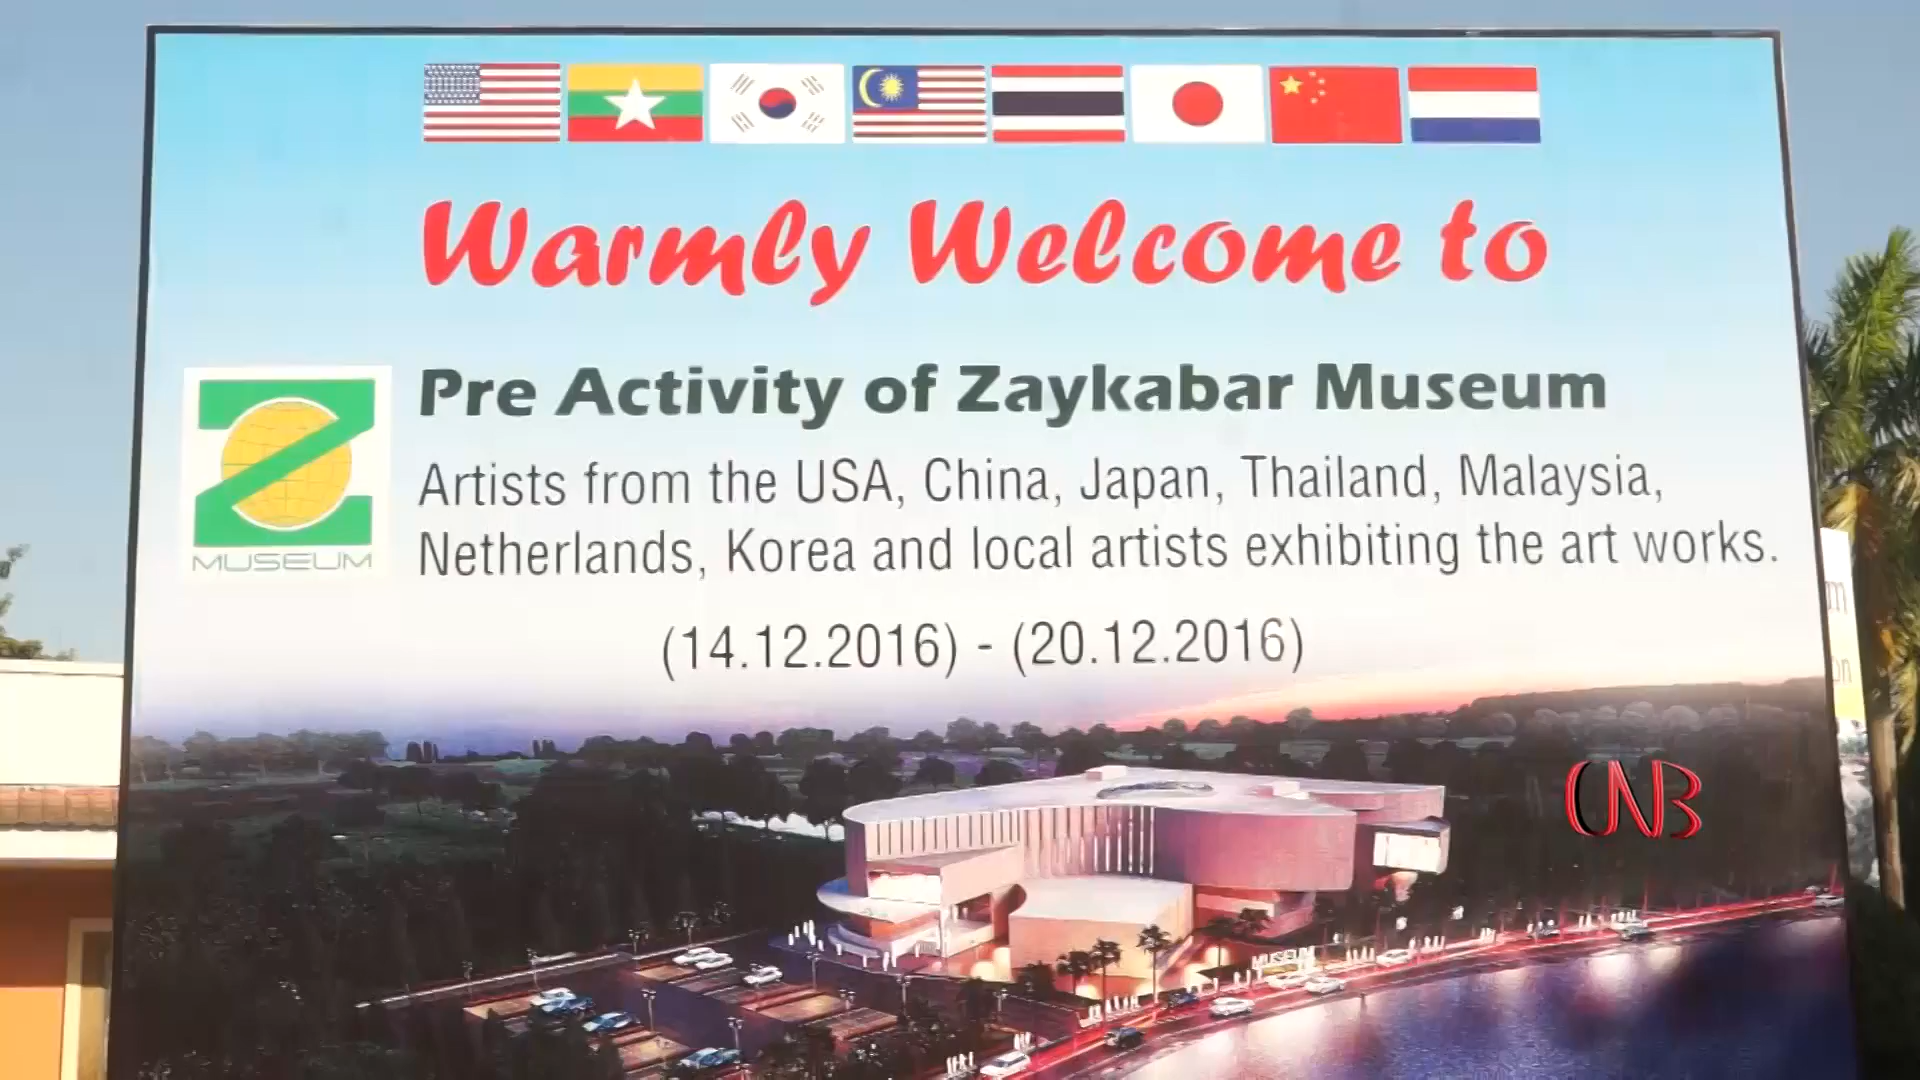 Warmly Welcome to
Pre Activity of Zaykabar Museum
Artists from the USA, China, Japan, Thailand, Malaysia,
Netherlands, Korea and local artists exhibiting the art works.
(14.12.2016) - (20.12.2016)
Z
MUSEUM
MUSEUM